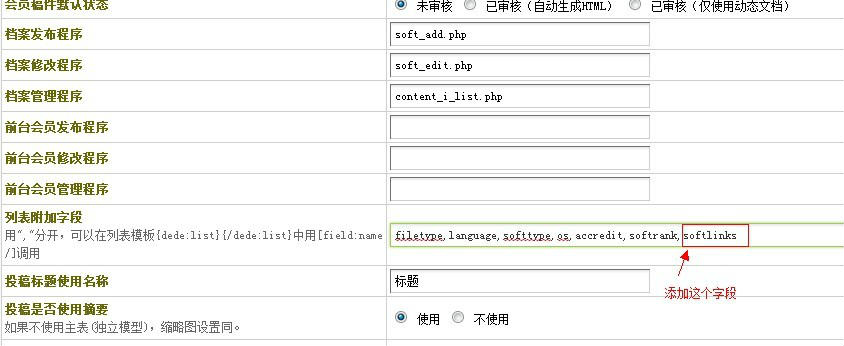 会员稿件默认状态
未审核 已审核（自动生成HTML） 已审核（仅使用动态文档）
档案发布程序
soft_add.php
档案修改程序
soft_edit.php
档案管理程序
content_i_list.php
前台会员发布程序
前台会员修改程序
前台会员管理程序
列表附加字段
用“,”分开，可以在列表模板{dede:list}{/dede:list}中用[field:name
/]调用
filetype,language,softtype,os,accredit,softrank,softlinks
添加这个字段
投稿标题使用名称
标题
投稿是否使用摘要
如果不使用主表(独立模型)，缩略图设置同。
使用 不使用